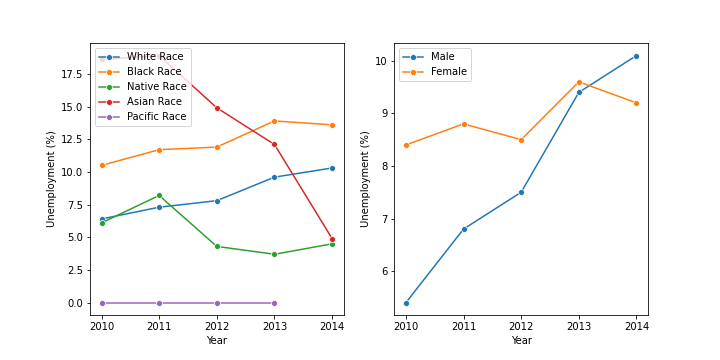 White Race
Black Race
Native Race
Asian Race
Pacific Race
17.5
15.0
12.5
10.0
7.5
5.0
2.5
0.0
Unemployment (%)
2010 2011 2012 2013 2014
Year
Male
Female
10
9
8
7
6
Unemployment (%)
2010 2011 2012 2013 2014
Year